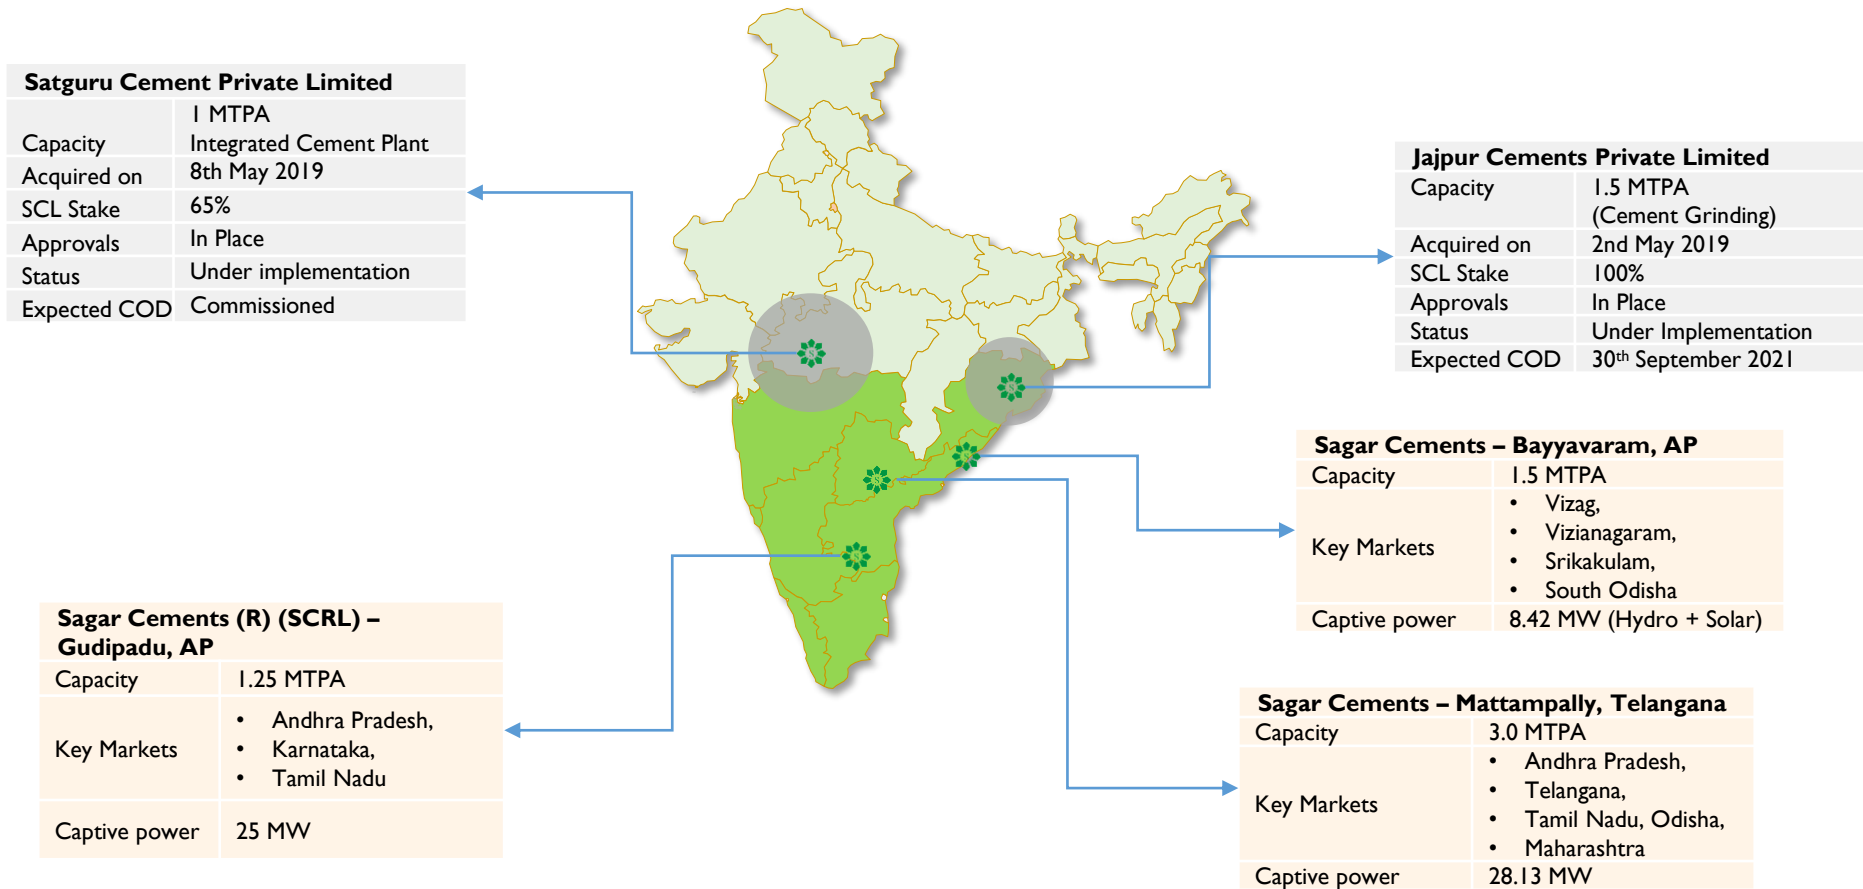 Satguru Cement Private Limited
Capacity 1 MTPA
Integrated Cement Plant
Acquired on 8th May 2019
SCL Stake 65%
Approvals In Place
Status Under implementation
Expected COD Commissioned
Jajpur Cements Private Limited
Capacity 1.5 MTPA
(Cement Grinding)
Acquired on 2nd May 2019
SCL Stake 100%
Approvals In Place
Status Under Implementation
Expected COD 30th September 2021
Sagar Cements – Bayyavaram, AP
Capacity 1.5 MTPA
Key Markets
• Vizag,
• Vizianagaram,
• Srikakulam,
• South Odisha
Captive power 8.42 MW (Hydro + Solar)
Sagar Cements (R) (SCRL) –
Gudipadu, AP
Capacity 1.25 MTPA
Key Markets
• Andhra Pradesh,
• Karnataka,
• Tamil Nadu
Captive power 25 MW
Sagar Cements – Mattampally, Telangana
Capacity 3.0 MTPA
Key Markets
• Andhra Pradesh,
• Telangana,
• Tamil Nadu, Odisha,
• Maharashtra
Captive power 28.13 MW
S
S
S
S
S